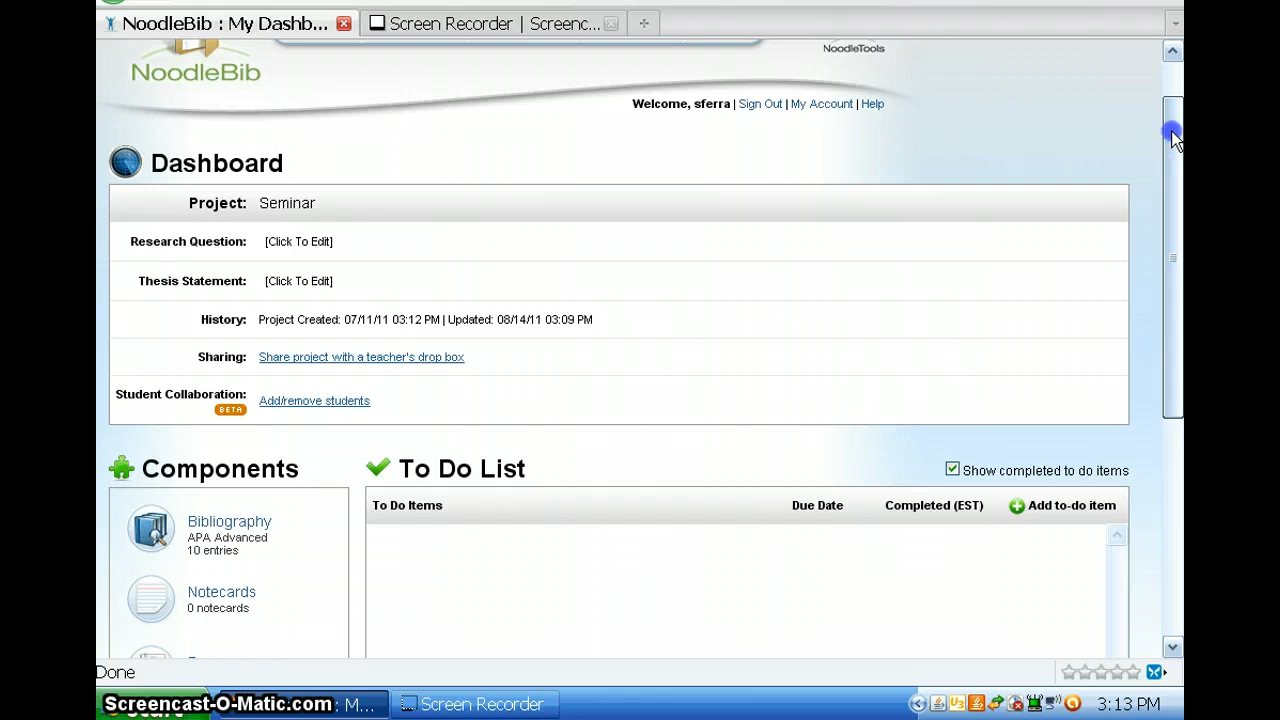 NoodleBib : My Dashb...
Screen Recorder | Screenc...
NoodleBib
NoodleTools
Welcome, sferra | Sign Out | My Account | Help
Dashboard
Project: Seminar
Research Question: [Click To Edit]
Thesis Statement: [Click To Edit]
History: Project Created: 07/11/11 03:12 PM | Updated: 08/14/11 03:09 PM
Sharing: Share project with a teacher's drop box
Student Collaboration: Add/remove students
BETA
Components
To Do List
Show completed to do items
To Do Items Due Date Completed (EST) Add to-do item
Bibliography
APA Advanced
10 entries
Notecards
0 notecards
Done
Screencast-O-Matic.com
: M...
Screen Recorder
3:13 PM